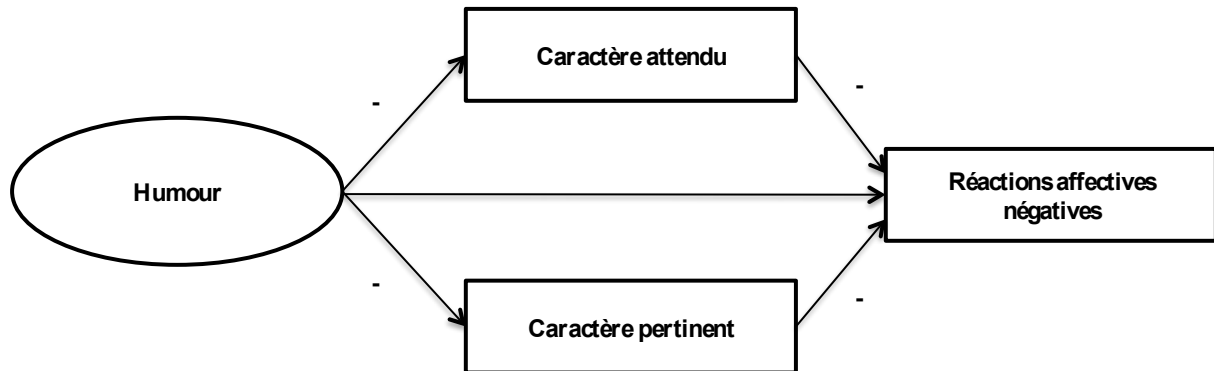 Caractère attendu
-
-
Humour
Réactions affectives
négatives
-
-
Caractère pertinent